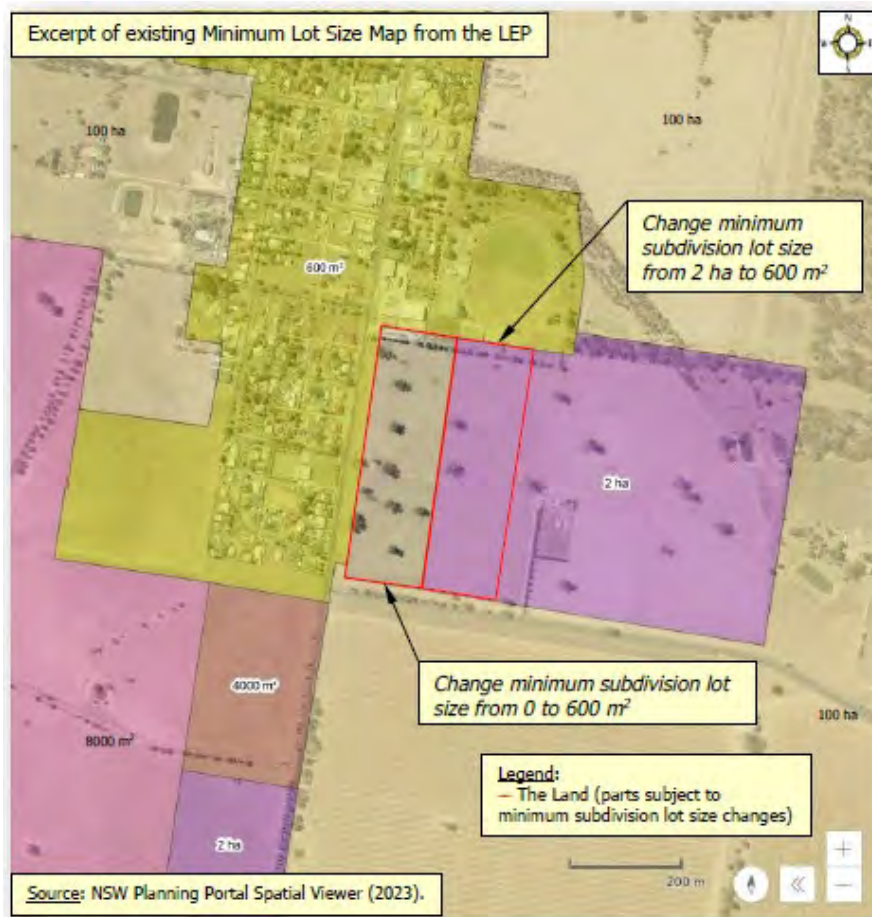 Excerpt of existing Minimum Lot Size Map from the LEP
N
W
E
100 ha
100 ha
Change minimum
subdivision lot size
from 2 ha to 600 m²
600 m²
2 ha
Change minimum subdivision lot
size from 0 to 600 m²
4000 m²
8000 m²
100 ha
Legend:
– The Land (parts subject to
minimum subdivision lot size changes)
2 ha
200 m
Source: NSW Planning Portal Spatial Viewer (2023).